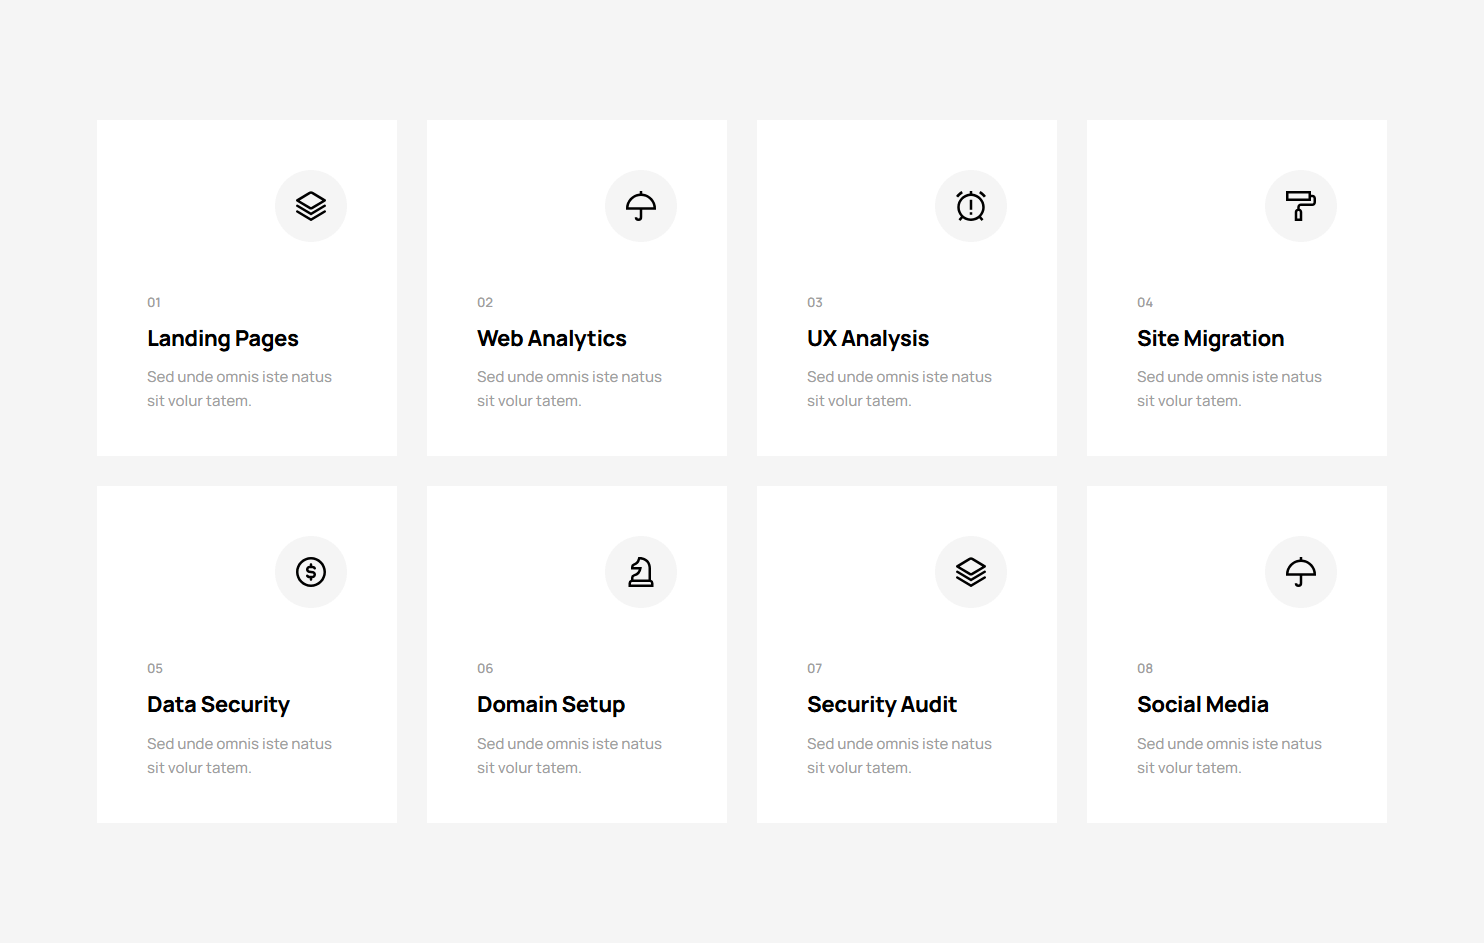 01
Landing Pages
Sed unde omnis iste natus
sit volur tatem.
02
Web Analytics
Sed unde omnis iste natus
sit volur tatem.
03
UX Analysis
Sed unde omnis iste natus
sit volur tatem.
04
Site Migration
Sed unde omnis iste natus
sit volur tatem.
05
Data Security
Sed unde omnis iste natus
sit volur tatem.
06
Domain Setup
Sed unde omnis iste natus
sit volur tatem.
07
Security Audit
Sed unde omnis iste natus
sit volur tatem.
08
Social Media
Sed unde omnis iste natus
sit volur tatem.